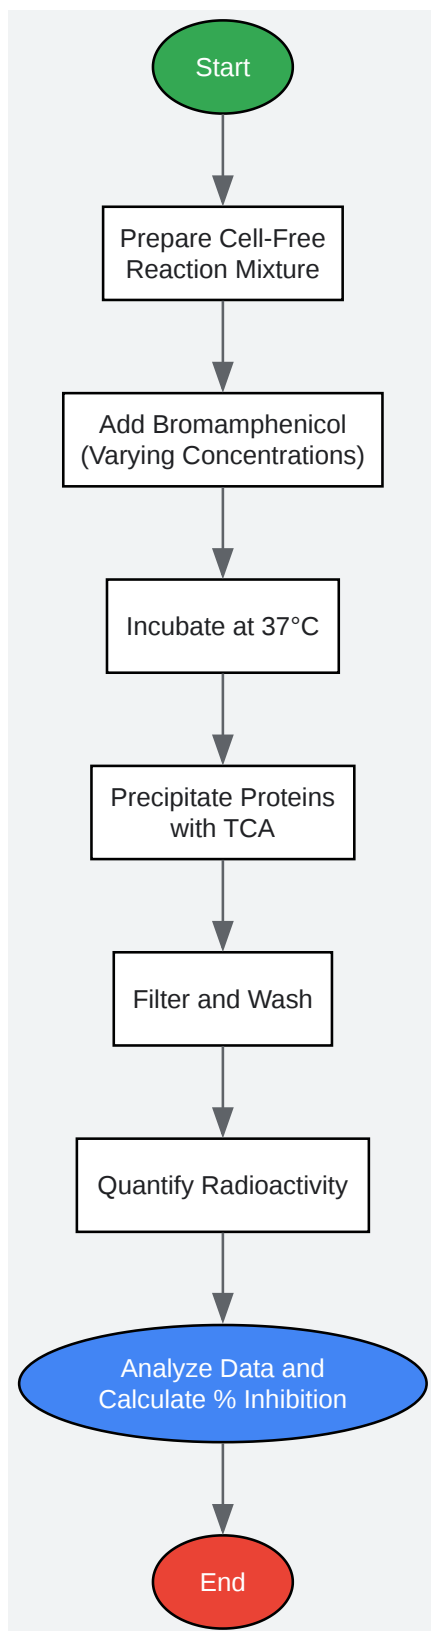 Start
Prepare Cell-Free
Reaction Mixture
Add Bromamphenicol
(Varying Concentrations)
Incubate at 37°C
Precipitate Proteins
with TCA
Filter and Wash
Quantify Radioactivity
Analyze Data and
Calculate % Inhibition
End